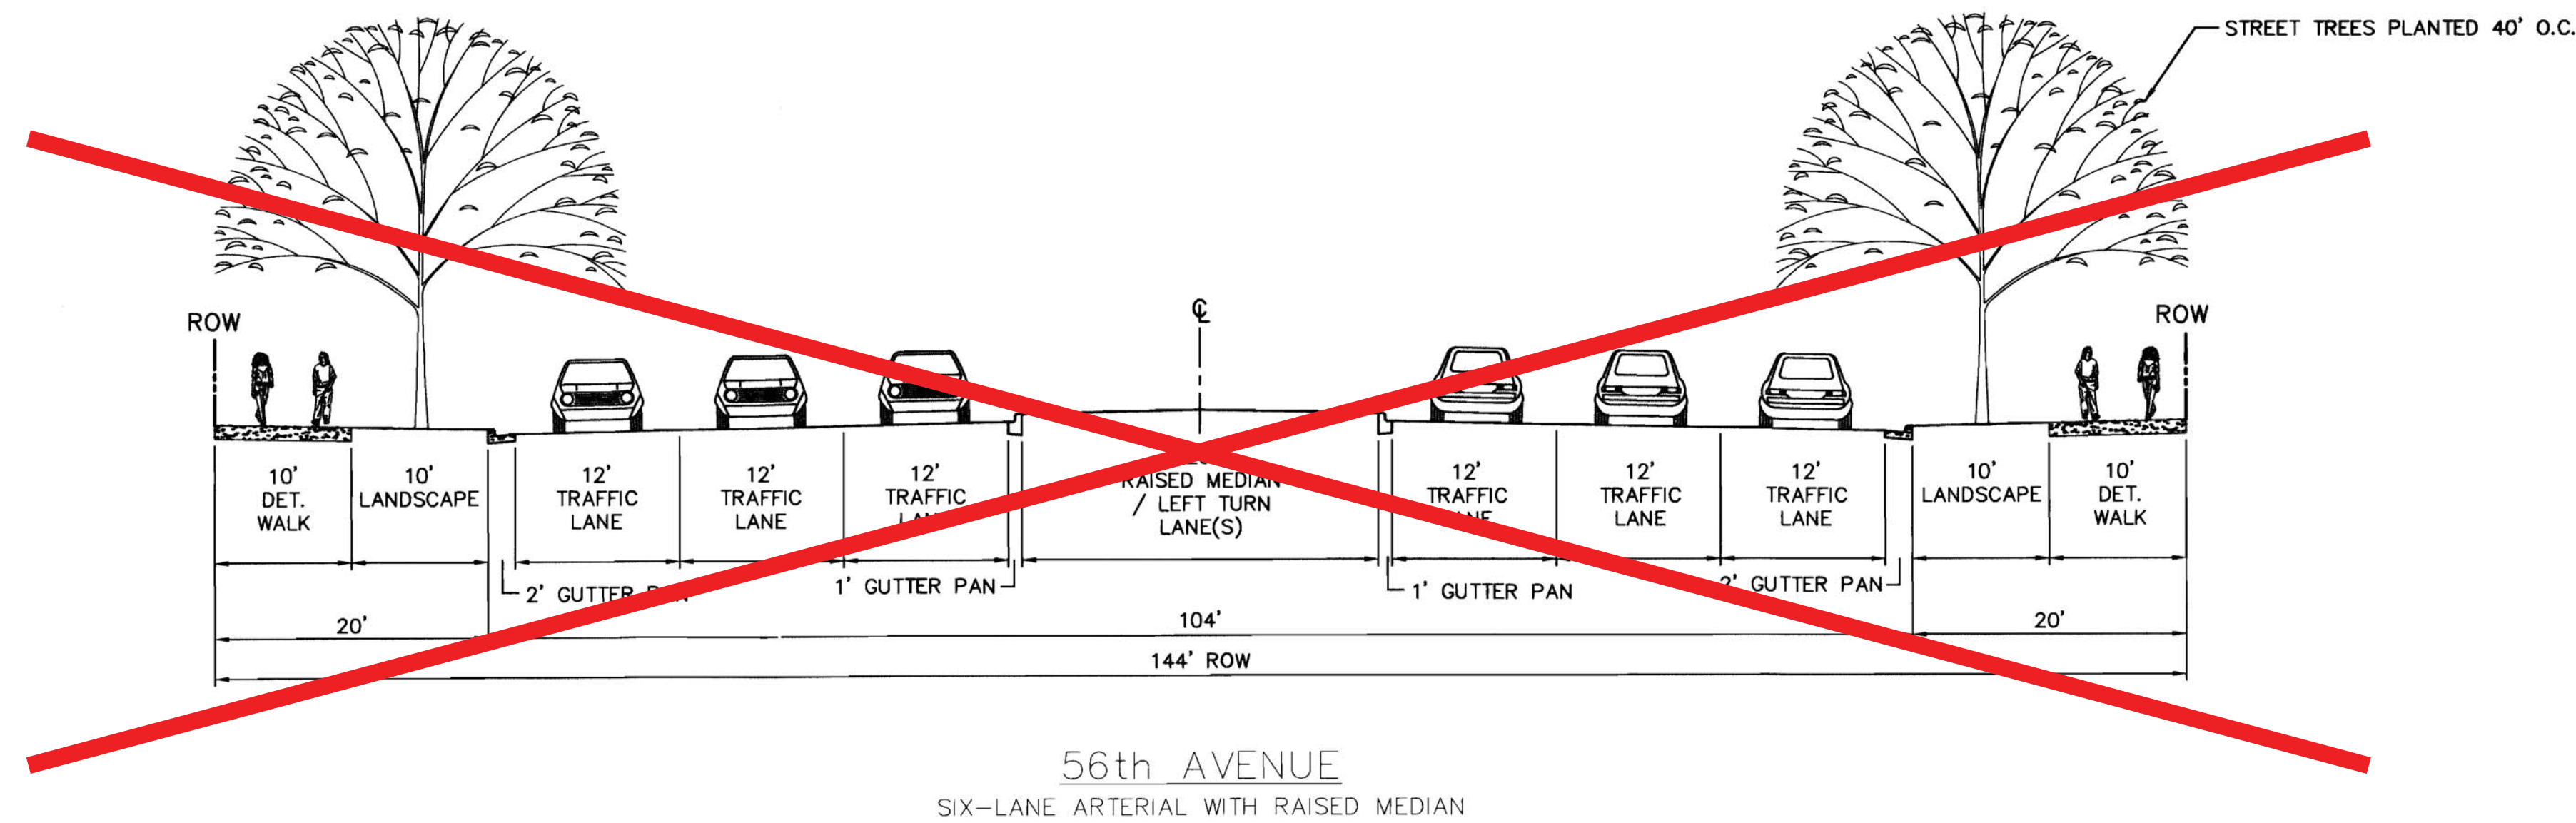 STREET TREES PLANTED 40' O.C.
℄
ROW
ROW
10'
DET.
WALK
10'
LANDSCAPE
12'
TRAFFIC
LANE
12'
TRAFFIC
LANE
12'
TRAFFIC
RAISED MEDIAN
/ LEFT TURN
LANE(S)
12'
TRAFFIC
LANE
12'
TRAFFIC
LANE
12'
TRAFFIC
LANE
10'
LANDSCAPE
10'
DET.
WALK
2' GUTTER PAN
1' GUTTER PAN
1' GUTTER PAN
2' GUTTER PAN
20'
104'
20'
144' ROW
56th AVENUE
SIX-LANE ARTERIAL WITH RAISED MEDIAN